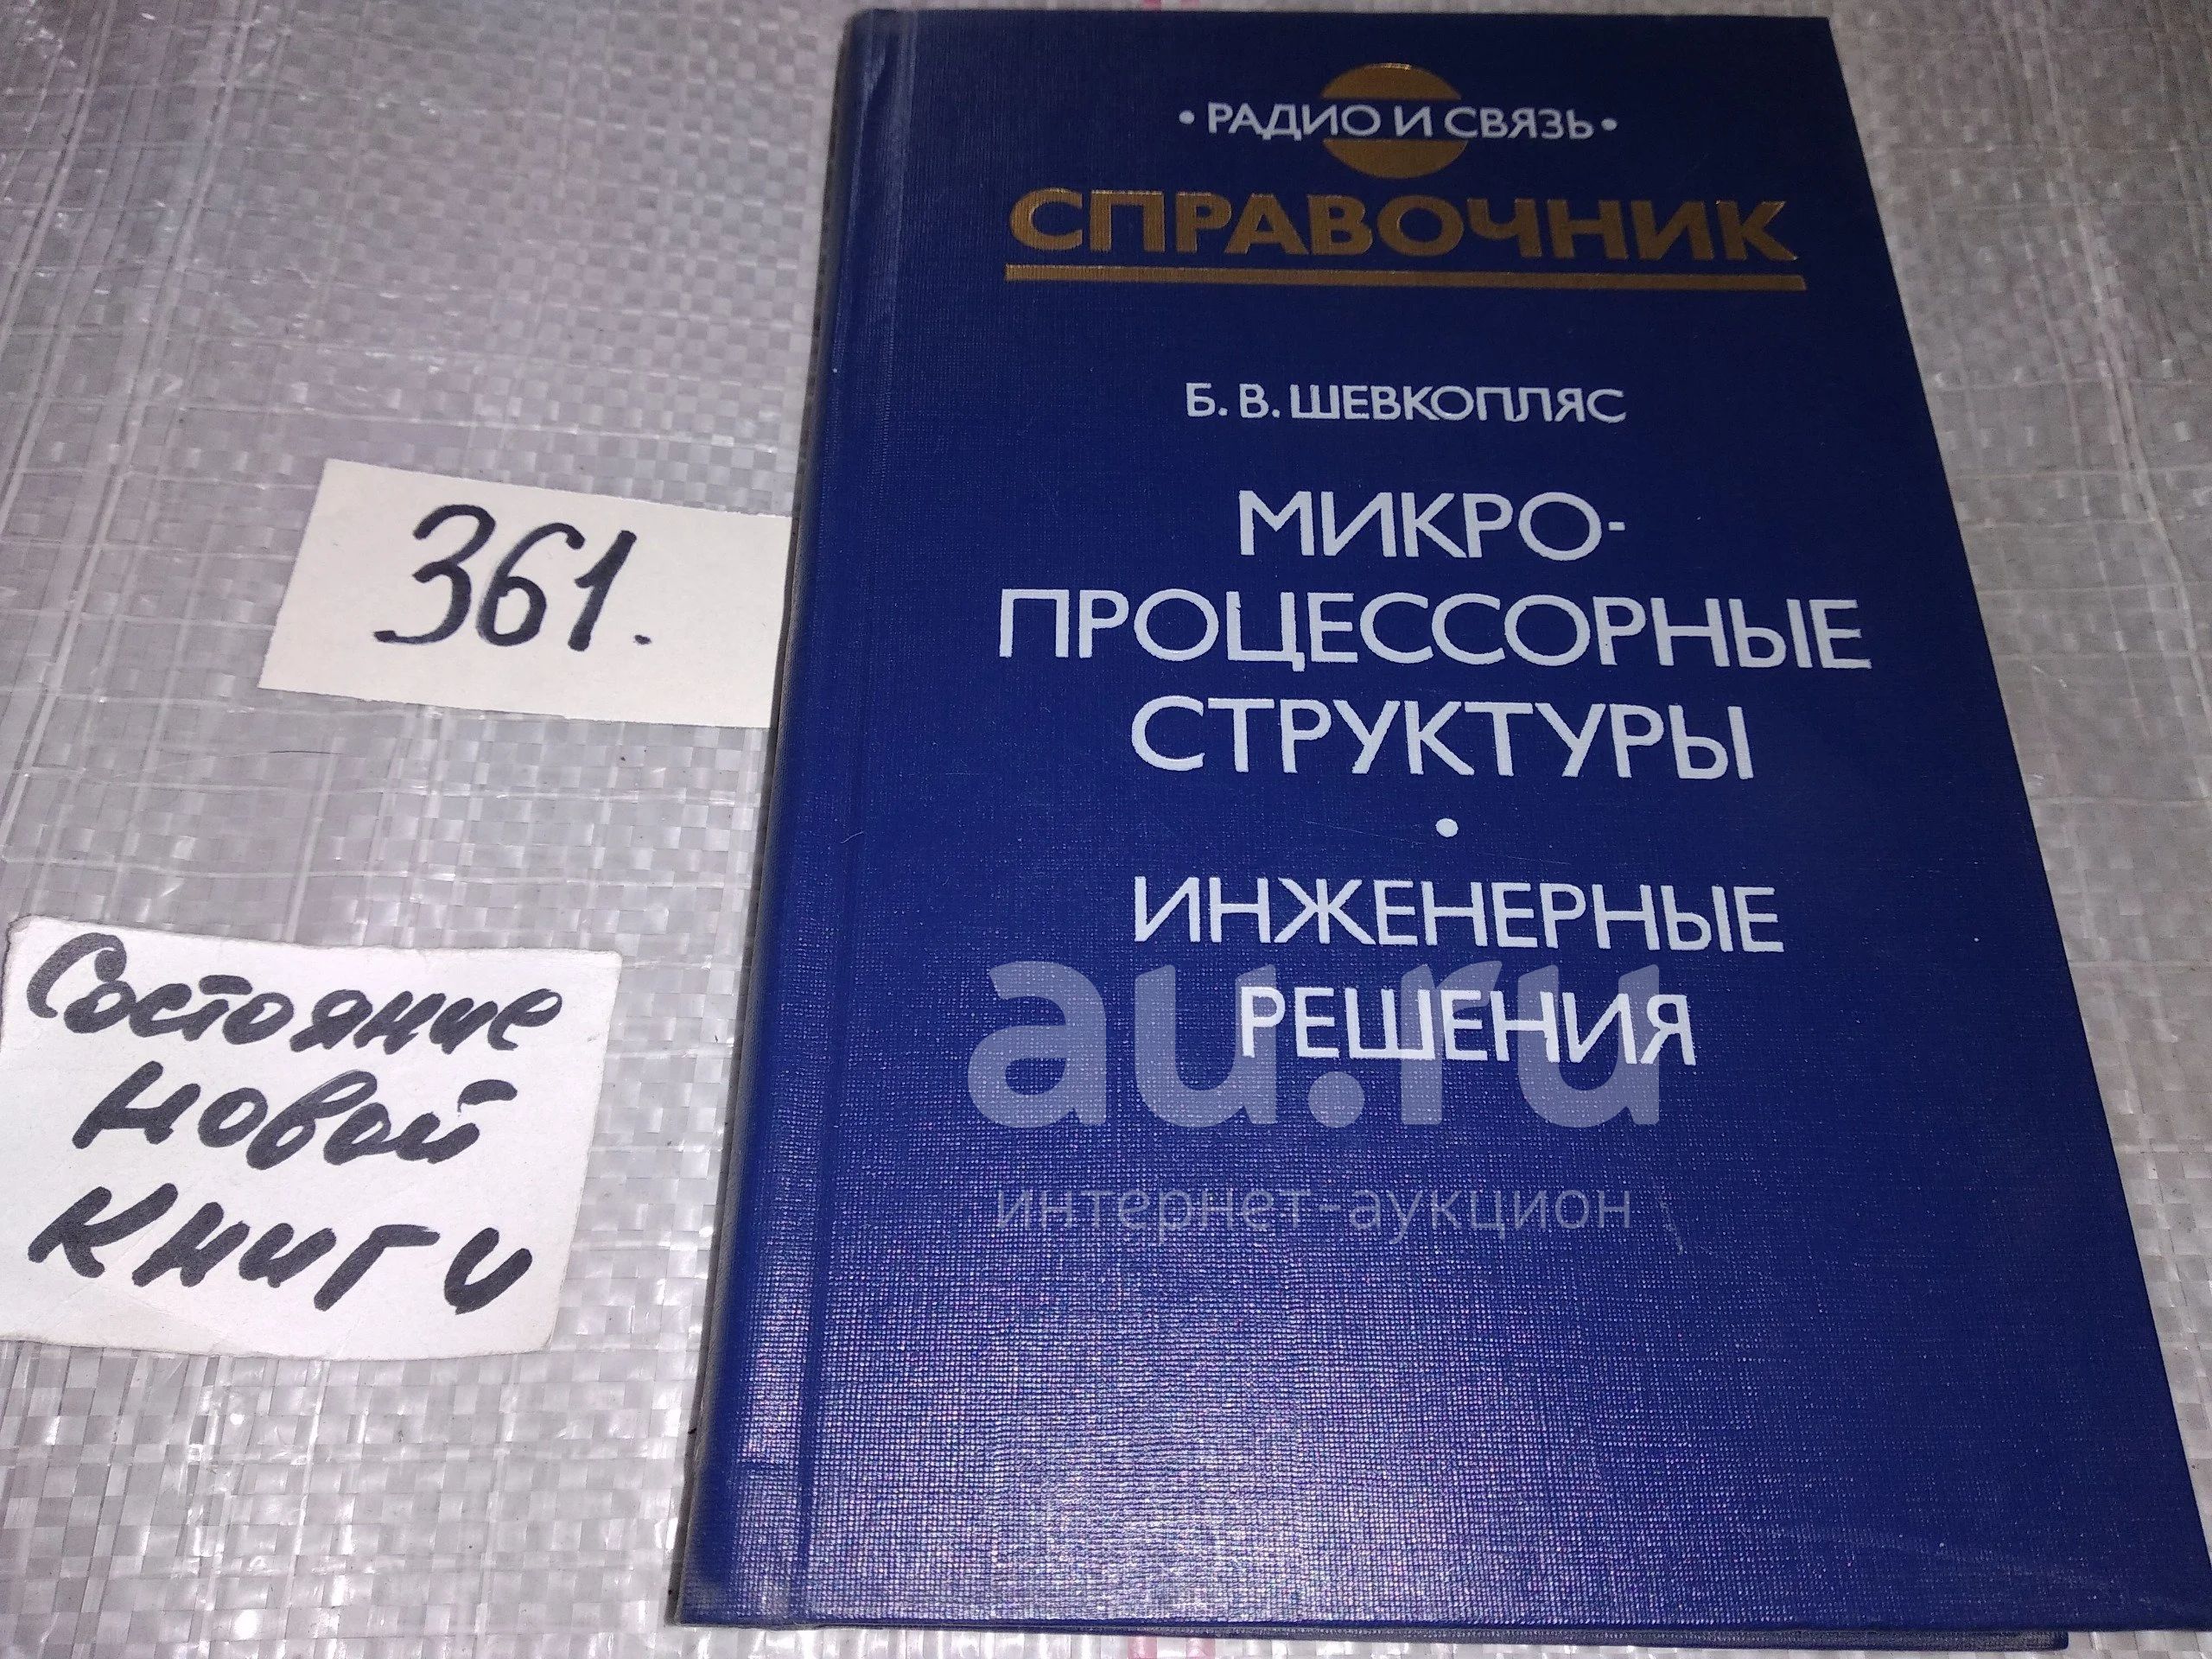 • РАДИО И СВЯЗЬ •
СПРАВОЧНИК
Б. В. ШЕВКОПЛЯС
МИКРО-
ПРОЦЕССОРНЫЕ
СТРУКТУРЫ
•
ИНЖЕНЕРНЫЕ
РЕШЕНИЯ
au.ru
интернет-аукцион
361.
Состояние
новой
книги